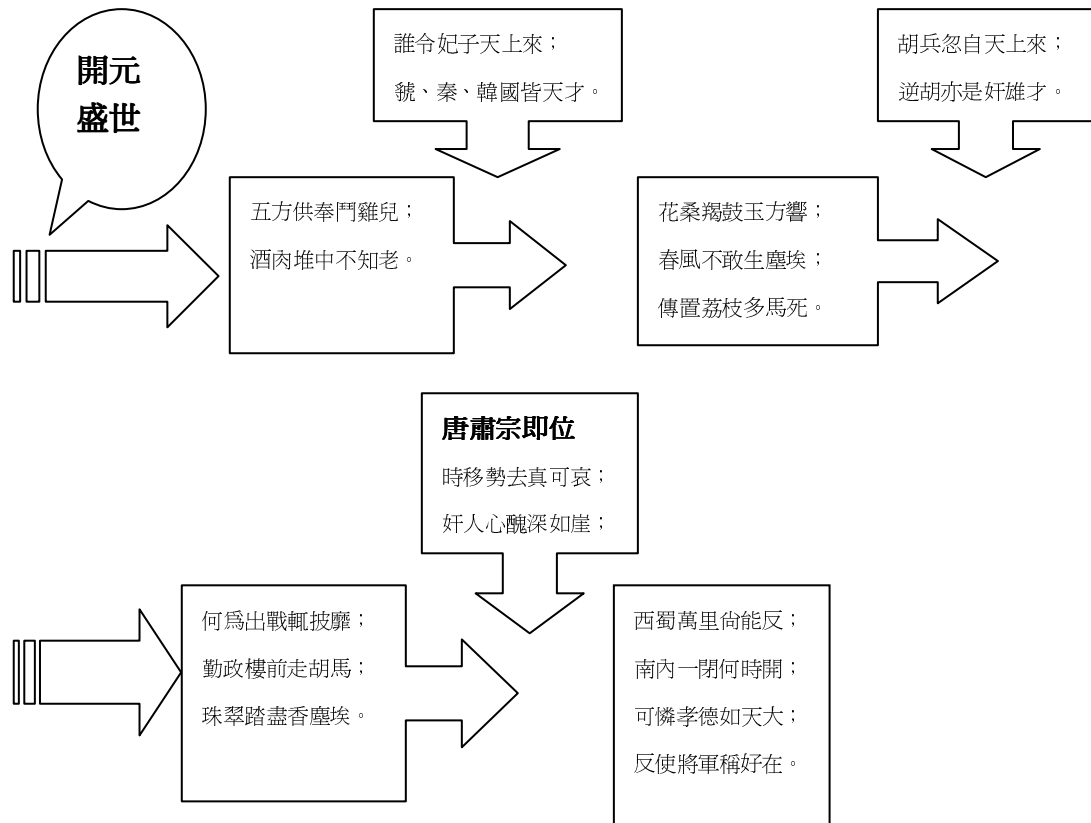 開元
盛世
誰令妃子天上來；
虢、秦、韓國皆天才。
胡兵忽自天上來；
逆胡亦是奸雄才。
五方供奉鬥雞兒；
酒肉堆中不知老。
花桑羯鼓玉方響；
春風不敢生塵埃；
傳置荔枝多馬死。
唐肅宗即位
時移勢去真可哀；
奸人心醜深如崖；
何為出戰輒披靡；
勤政樓前走胡馬；
珠翠踏盡香塵埃。
西蜀萬里尚能反；
南內一閉何時開；
可憐孝德如天大；
反使將軍稱好在。